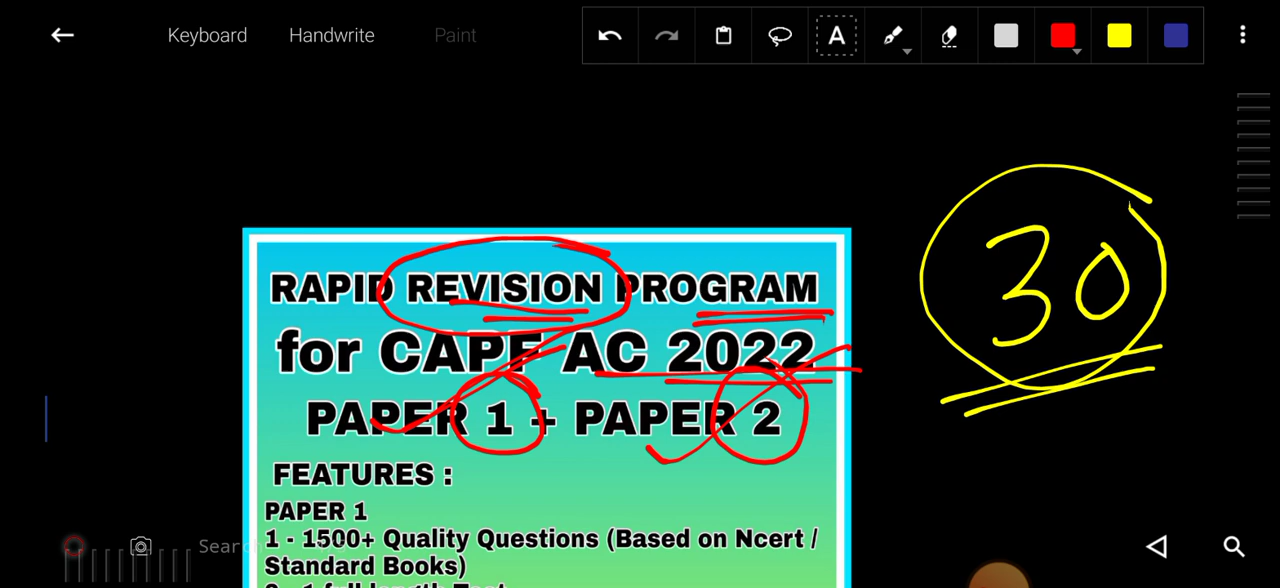 Keyboard Handwrite Paint
A
RAPID REVISION PROGRAM
for CAPF AC 2022
PAPER 1 + PAPER 2
30
FEATURES :
PAPER 1
1 - 1500+ Quality Questions (Based on Ncert /
Standard Books)
Search